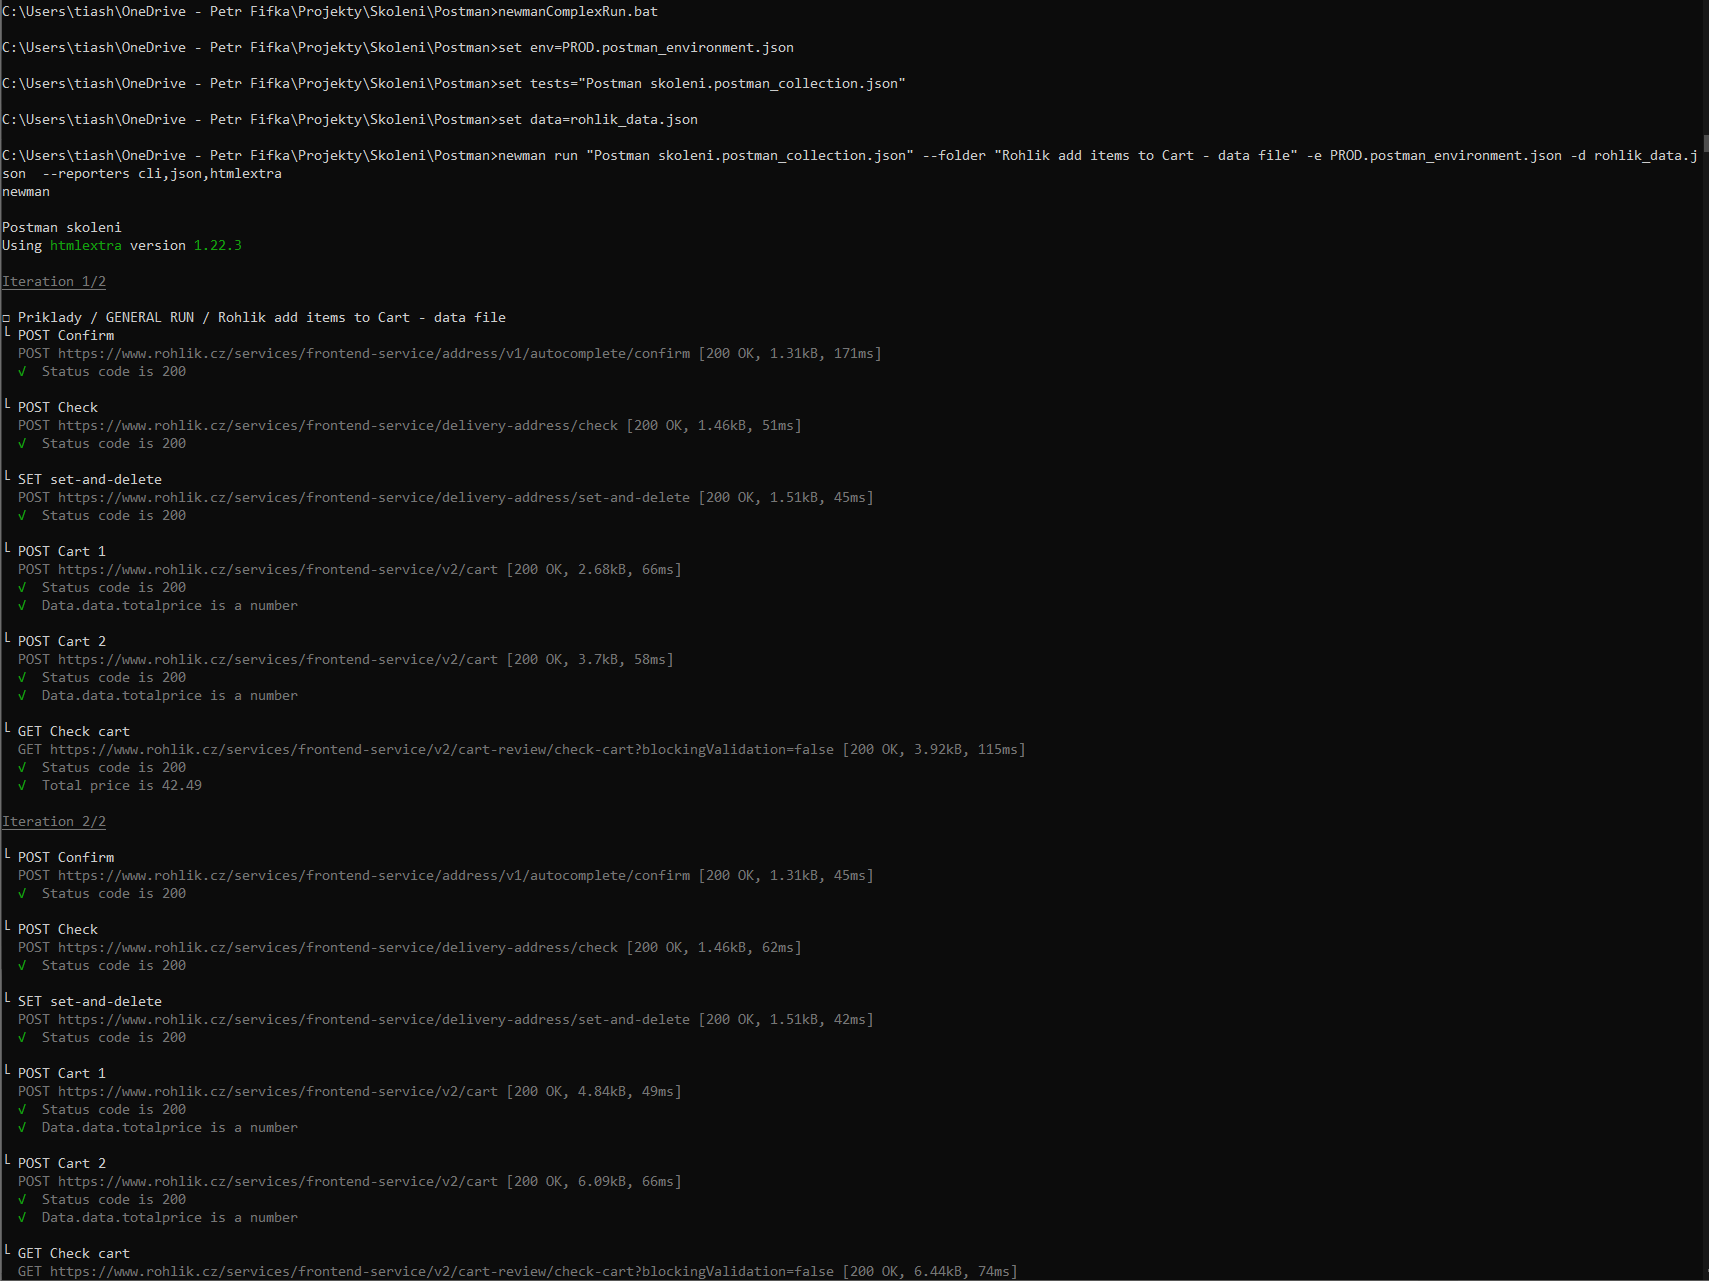 C:\Users\tiash\OneDrive - Petr Fifka\Projekty\Skoleni\Postman>newmanComplexRun.bat
C:\Users\tiash\OneDrive - Petr Fifka\Projekty\Skoleni\Postman>set env=PROD.postman_environment.json
C:\Users\tiash\OneDrive - Petr Fifka\Projekty\Skoleni\Postman>set tests="Postman skoleni.postman_collection.json"
C:\Users\tiash\OneDrive - Petr Fifka\Projekty\Skoleni\Postman>set data=rohlik_data.json
C:\Users\tiash\OneDrive - Petr Fifka\Projekty\Skoleni\Postman>newman run "Postman skoleni.postman_collection.json" --folder "Rohlik add items to Cart - data file" -e PROD.postman_environment.json -d rohlik_data.j
son  --reporters cli,json,htmlextra
newman
Postman skoleni
Using htmlextra version 1.22.3
Iteration 1/2
□ Priklady / GENERAL RUN / Rohlik add items to Cart - data file
└ POST Confirm
POST https://www.rohlik.cz/services/frontend-service/address/v1/autocomplete/confirm [200 OK, 1.31kB, 171ms]
√  Status code is 200
└ POST Check
POST https://www.rohlik.cz/services/frontend-service/delivery-address/check [200 OK, 1.46kB, 51ms]
√  Status code is 200
└ SET set-and-delete
POST https://www.rohlik.cz/services/frontend-service/delivery-address/set-and-delete [200 OK, 1.51kB, 45ms]
√  Status code is 200
└ POST Cart 1
POST https://www.rohlik.cz/services/frontend-service/v2/cart [200 OK, 2.68kB, 66ms]
√  Status code is 200
√  Data.data.totalprice is a number
└ POST Cart 2
POST https://www.rohlik.cz/services/frontend-service/v2/cart [200 OK, 3.7kB, 58ms]
√  Status code is 200
√  Data.data.totalprice is a number
└ GET Check cart
GET https://www.rohlik.cz/services/frontend-service/v2/cart-review/check-cart?blockingValidation=false [200 OK, 3.92kB, 115ms]
√  Status code is 200
√  Total price is 42.49
Iteration 2/2
└ POST Confirm
POST https://www.rohlik.cz/services/frontend-service/address/v1/autocomplete/confirm [200 OK, 1.31kB, 45ms]
√  Status code is 200
└ POST Check
POST https://www.rohlik.cz/services/frontend-service/delivery-address/check [200 OK, 1.46kB, 62ms]
√  Status code is 200
└ SET set-and-delete
POST https://www.rohlik.cz/services/frontend-service/delivery-address/set-and-delete [200 OK, 1.51kB, 42ms]
√  Status code is 200
└ POST Cart 1
POST https://www.rohlik.cz/services/frontend-service/v2/cart [200 OK, 4.84kB, 49ms]
√  Status code is 200
√  Data.data.totalprice is a number
└ POST Cart 2
POST https://www.rohlik.cz/services/frontend-service/v2/cart [200 OK, 6.09kB, 66ms]
√  Status code is 200
√  Data.data.totalprice is a number
└ GET Check cart
GET https://www.rohlik.cz/services/frontend-service/v2/cart-review/check-cart?blockingValidation=false [200 OK, 6.44kB, 74ms]